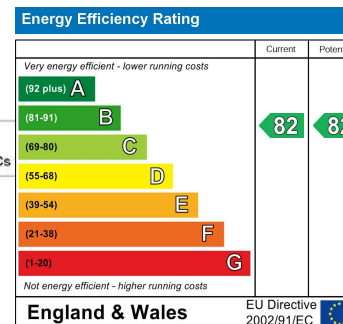 Energy Efficiency Rating
Current
Very energy efficient - lower running costs
(92 plus) A
(81-91) B
82
(69-80) C
(55-68) D
(39-54) E
(21-38) F
(1-20) G
Not energy efficient - higher running costs
England & Wales
EU Directive
2002/91/EC